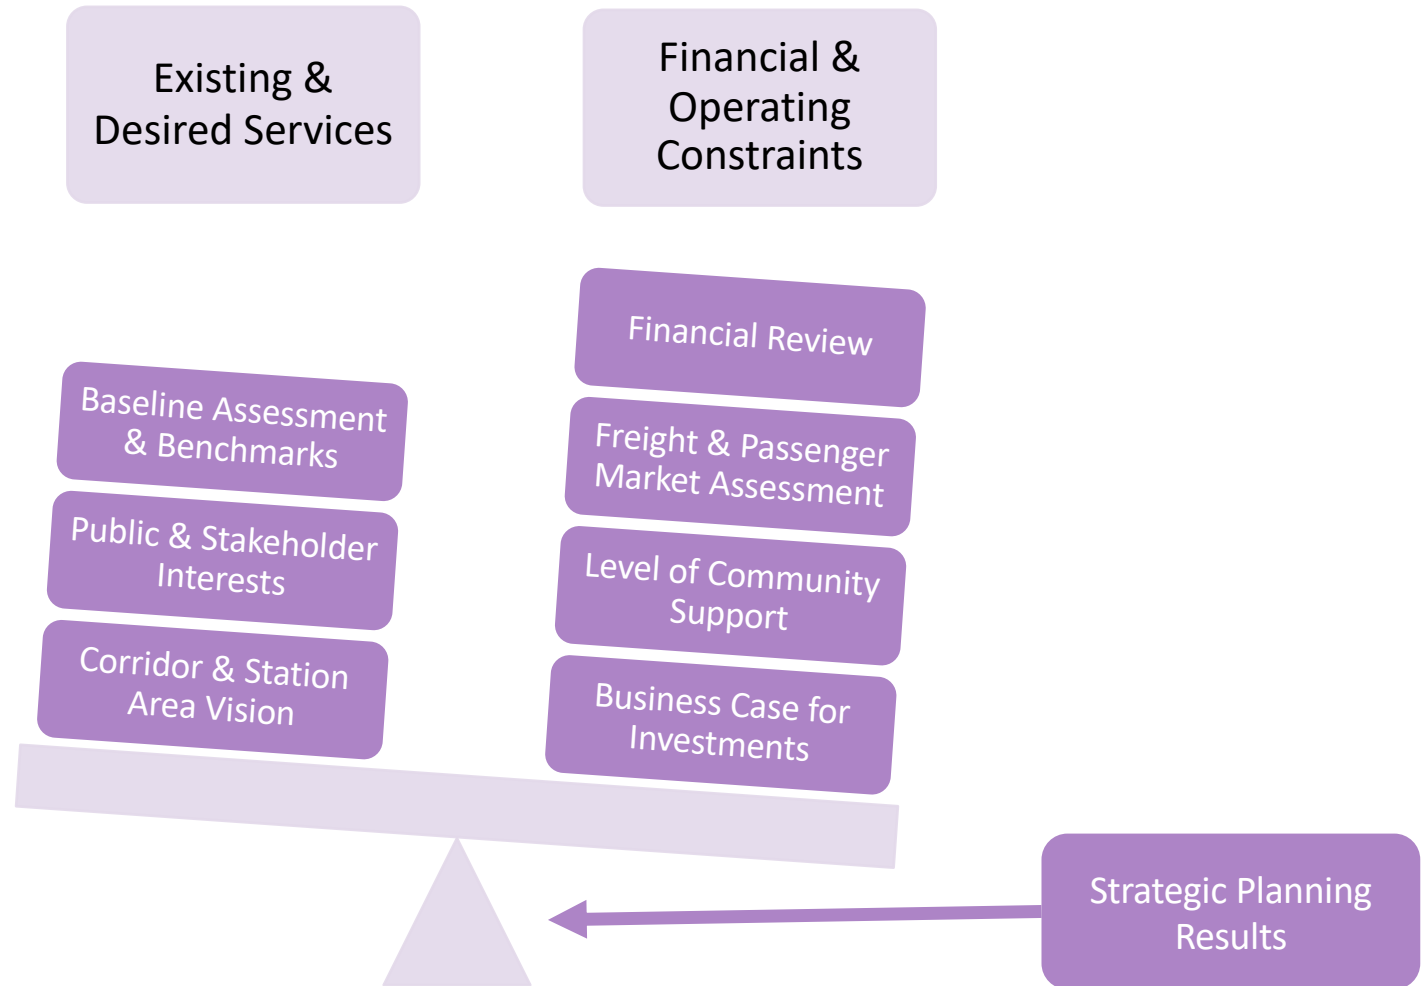 Existing &
Desired Services
Financial &
Operating
Constraints
Baseline Assessment
& Benchmarks
Public & Stakeholder
Interests
Corridor & Station
Area Vision
Financial Review
Freight & Passenger
Market Assessment
Level of Community
Support
Business Case for
Investments
Strategic Planning
Results